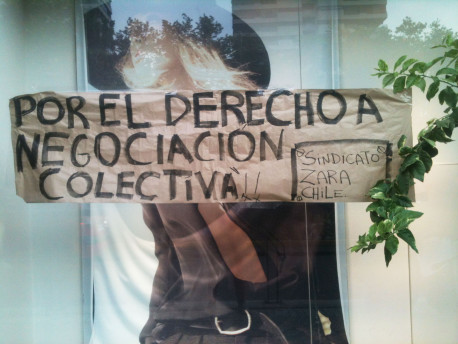 POR EL DERECHO A
NEGOCIACIÓN
COLECTIVA!!
SINDICATO
ZARA
CHILE